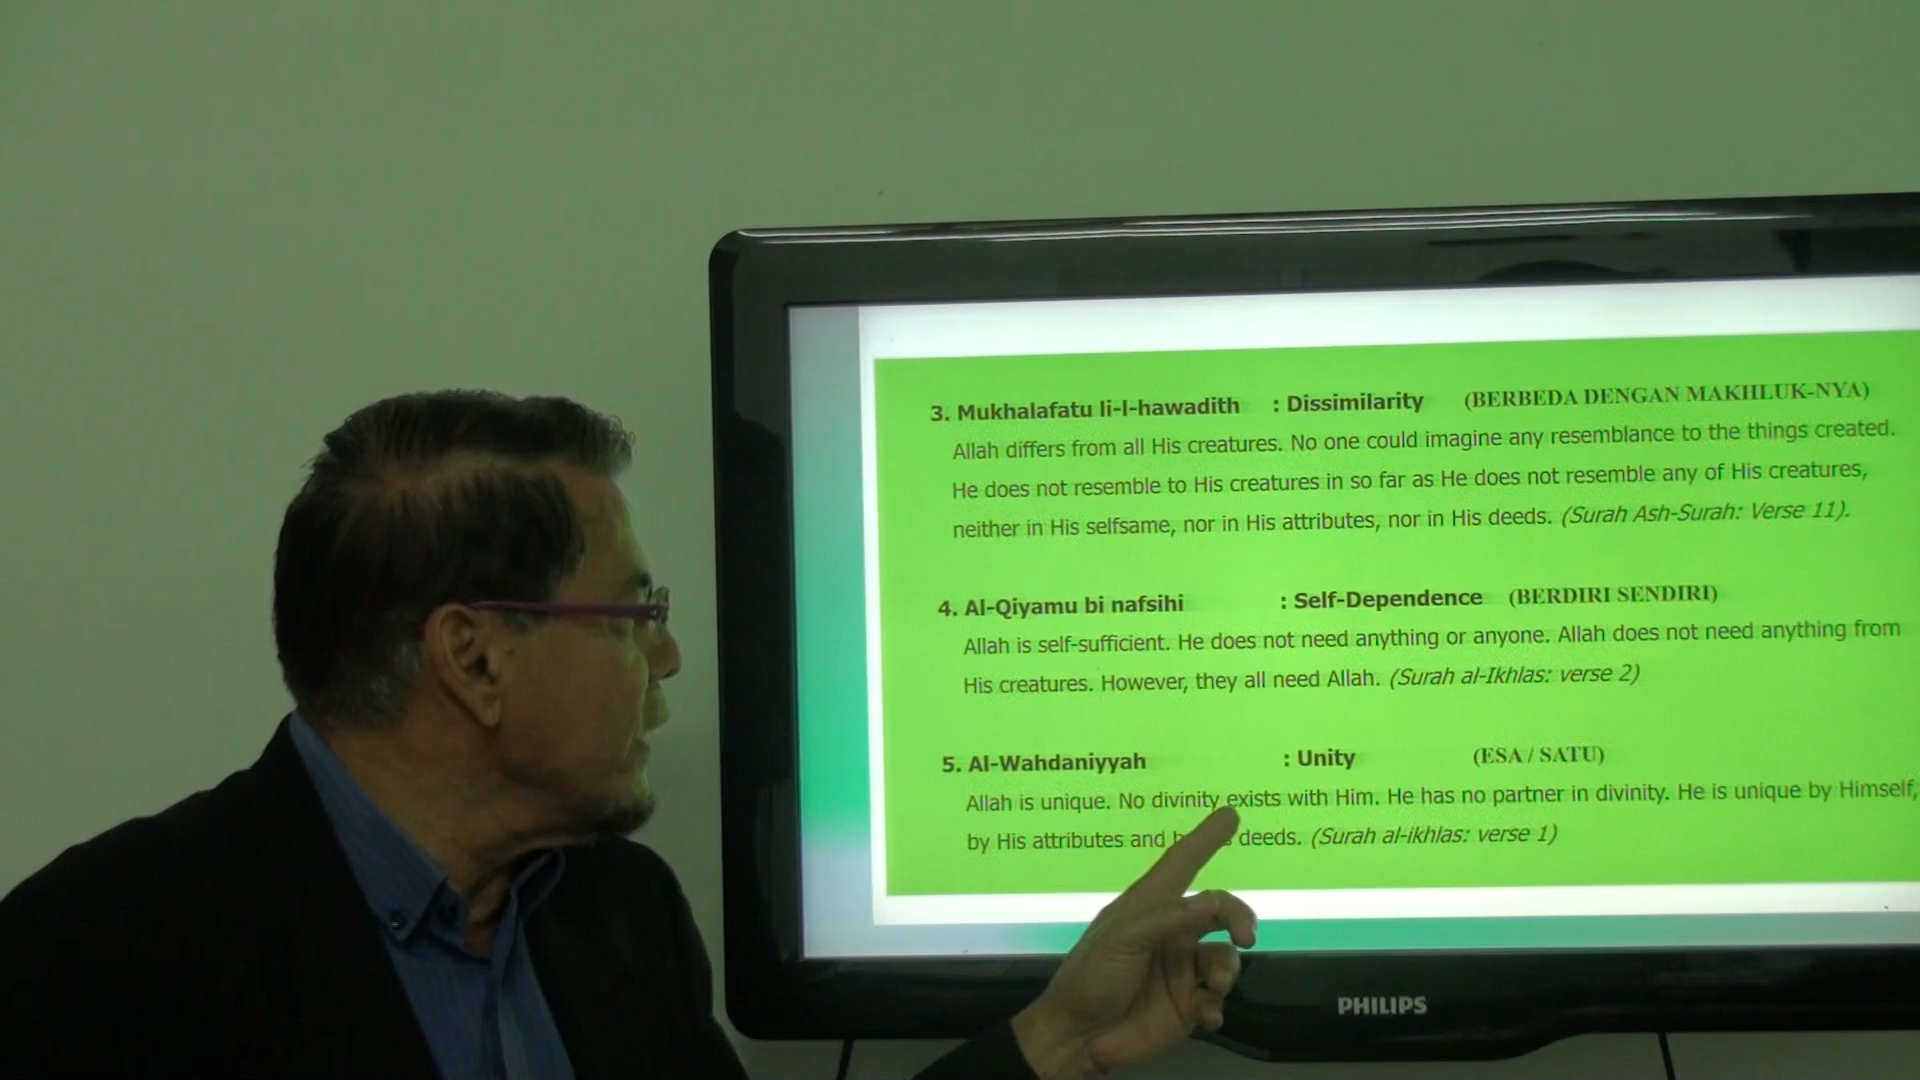 3. Mukhalafatu li-l-hawadith : Dissimilarity (BERBEDA DENGAN MAKHLUK-NYA)
Allah differs from all His creatures. No one could imagine any resemblance to the things created.
He does not resemble to His creatures in so far as He does not resemble any of His creatures,
neither in His selfsame, nor in His attributes, nor in His deeds. (Surah Ash-Surah: Verse 11).
4. Al-Qiyamu bi nafsihi : Self-Dependence (BERDIRI SENDIRI)
Allah is self-sufficient. He does not need anything or anyone. Allah does not need anything from
His creatures. However, they all need Allah. (Surah al-Ikhlas: verse 2)
5. Al-Wahdaniyyah : Unity (ESA / SATU)
Allah is unique. No divinity exists with Him. He has no partner in divinity. He is unique by Himself,
by His attributes and deeds. (Surah al-ikhlas: verse 1)
PHILIPS